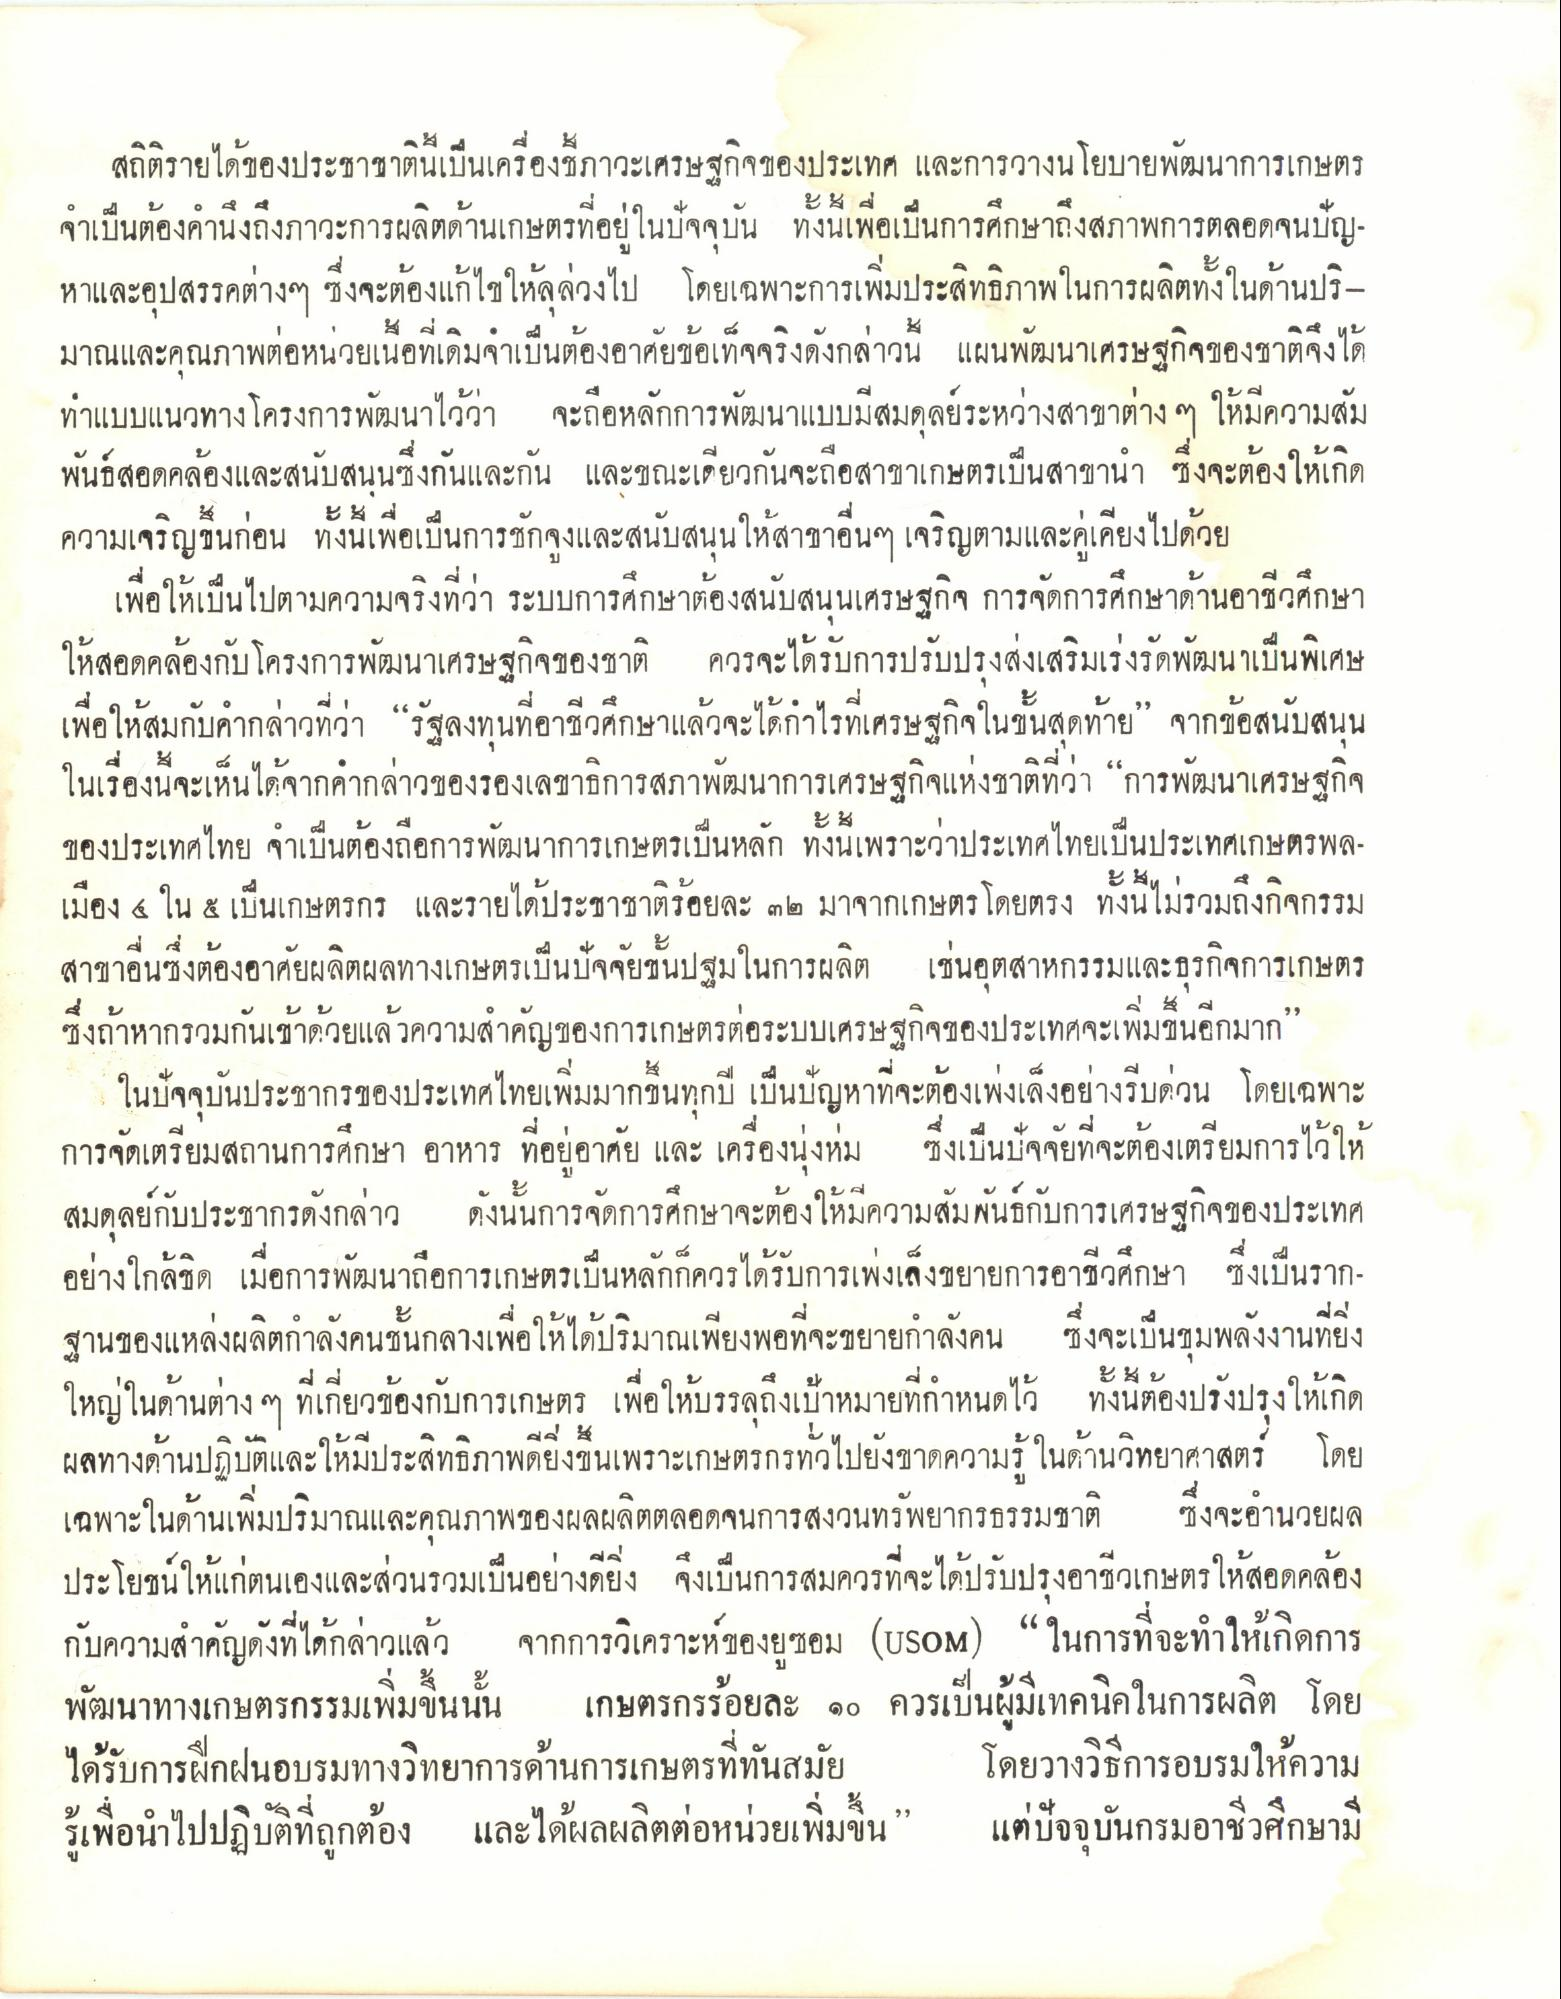 สถิติรายได้ของประชาชาตินี้เป็นเครื่องชี้ภาวะเศรษฐกิจของประเทศ และการวางนโยบายพัฒนาการเกษตร
จำเป็นต้องคำนึงถึงภาวะการผลิตด้านเกษตรที่อยู่ในปัจจุบัน ทั้งนี้เพื่อเป็นการศึกษาถึงสภาพการตลอดจนปัญ-
หาและอุปสรรคต่างๆ ซึ่งจะต้องแก้ไขให้ลุล่วงไป โดยเฉพาะการเพิ่มประสิทธิภาพในการผลิตทั้งในด้านปริ–
มาณและคุณภาพต่อหน่วยเนื้อที่เดิมจำเป็นต้องอาศัยข้อเท็จจริงดังกล่าวนี้ แผนพัฒนาเศรษฐกิจของชาติจึงได้
ทำแบบแนวทางโครงการพัฒนาไว้ว่า จะถือหลักการพัฒนาแบบมีสมดุลย์ระหว่างสาขาต่าง ๆ ให้มีความสัม
พันธ์สอดคล้องและสนับสนุนซึ่งกันและกัน และขณะเดียวกันจะถือสาขาเกษตรเป็นสาขานำ ซึ่งจะต้องให้เกิด
ความเจริญขึ้นก่อน ทั้งนี้เพื่อเป็นการชักจูงและสนับสนุนให้สาขาอื่นๆ เจริญตามและคู่เคียงไปด้วย
เพื่อให้เป็นไปตามความจริงที่ว่า ระบบการศึกษาต้องสนับสนุนเศรษฐกิจ การจัดการศึกษาด้านอาชีวศึกษา
ให้สอดคล้องกับโครงการพัฒนาเศรษฐกิจของชาติ ควรจะได้รับการปรับปรุงส่งเสริมเร่งรัดพัฒนาเป็นพิเศษ
เพื่อให้สมกับคำกล่าวที่ว่า “รัฐลงทุนที่อาชีวศึกษาแล้วจะได้กำไรที่เศรษฐกิจในขั้นสุดท้าย” จากข้อสนับสนุน
ในเรื่องนี้จะเห็นได้จากคำกล่าวของรองเลขาธิการสภาพัฒนาการเศรษฐกิจแห่งชาติที่ว่า “การพัฒนาเศรษฐกิจ
ของประเทศไทย จำเป็นต้องถือการพัฒนาการเกษตรเป็นหลัก ทั้งนี้เพราะว่าประเทศไทยเป็นประเทศเกษตรพล-
เมือง ๔ ใน ๕ เป็นเกษตรกร และรายได้ประชาชาติร้อยละ ๓๒ มาจากเกษตรโดยตรง ทั้งนี้ไม่รวมถึงกิจกรรม
สาขาอื่นซึ่งต้องอาศัยผลิตผลทางเกษตรเป็นปัจจัยขั้นปฐมในการผลิต เช่นอุตสาหกรรมและธุรกิจการเกษตร
ซึ่งถ้าหากรวมกันเข้าด้วยแล้วความสำคัญของการเกษตรต่อระบบเศรษฐกิจของประเทศจะเพิ่มขึ้นอีกมาก”
ในปัจจุบันประชากรของประเทศไทยเพิ่มมากขึ้นทุกปี เป็นปัญหาที่จะต้องเพ่งเล็งอย่างรีบด่วน โดยเฉพาะ
การจัดเตรียมสถานการศึกษา อาหาร ที่อยู่อาศัย และ เครื่องนุ่งห่ม ซึ่งเป็นปัจจัยที่จะต้องเตรียมการไว้ให้
สมดุลย์กับประชากรดังกล่าว ดังนั้นการจัดการศึกษาจะต้องให้มีความสัมพันธ์กับการเศรษฐกิจของประเทศ
อย่างใกล้ชิด เมื่อการพัฒนาถือการเกษตรเป็นหลักก็ควรได้รับการเพ่งเล็งขยายการอาชีวศึกษา ซึ่งเป็นราก-
ฐานของแหล่งผลิตกำลังคนชั้นกลางเพื่อให้ได้ปริมาณเพียงพอที่จะขยายกำลังคน ซึ่งจะเป็นขุมพลังงานที่ยิ่ง
ใหญ่ในด้านต่าง ๆ ที่เกี่ยวข้องกับการเกษตร เพื่อให้บรรลุถึงเป้าหมายที่กำหนดไว้ ทั้งนี้ต้องปรังปรุงให้เกิด
ผลทางด้านปฏิบัติและให้มีประสิทธิภาพดียิ่งขึ้นเพราะเกษตรกรทั่วไปยังขาดความรู้ ในด้านวิทยาศาสตร์ โดย
เฉพาะในด้านเพิ่มปริมาณและคุณภาพของผลผลิตตลอดจนการสงวนทรัพยากรธรรมชาติ ซึ่งจะอำนวยผล
ประโยชน์ให้แก่ตนเองและส่วนรวมเป็นอย่างดียิ่ง จึงเป็นการสมควรที่จะได้ปรับปรุงอาชีวเกษตรให้สอดคล้อง
กับความสำคัญดังที่ได้กล่าวแล้ว จากการวิเคราะห์ของยูซอม (USOM) “ในการที่จะทำให้เกิดการ
พัฒนาทางเกษตรกรรมเพิ่มขึ้นนั้น เกษตรกรร้อยละ ๑๐ ควรเป็นผู้มีเทคนิคในการผลิต โดย
ได้รับการฝึกฝนอบรมทางวิทยาการด้านการเกษตรที่ทันสมัย โดยวางวิธีการอบรมให้ความ
รู้เพื่อนำไปปฏิบัติที่ถูกต้อง และได้ผลผลิตต่อหน่วยเพิ่มขึ้น” แต่ปัจจุบันกรมอาชีวศึกษามี